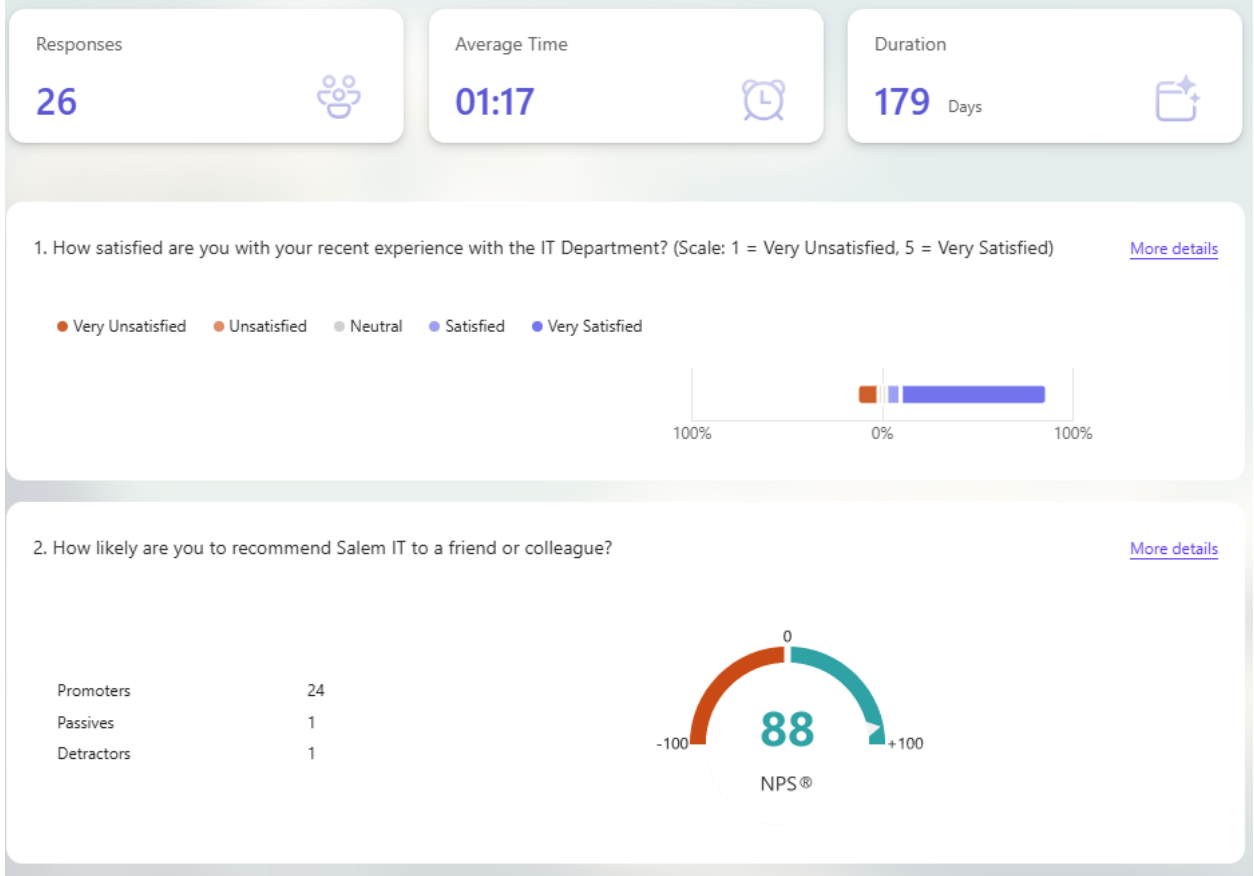 Responses
26
Average Time
01:17
Duration
179 Days
1. How satisfied are you with your recent experience with the IT Department? (Scale: 1 = Very Unsatisfied, 5 = Very Satisfied)
More details
Very Unsatisfied
Unsatisfied
Neutral
Satisfied
Very Satisfied
100%
0%
100%
2. How likely are you to recommend Salem IT to a friend or colleague?
More details
Promoters 24
Passives 1
Detractors 1
0
-100
88
+100
NPS®